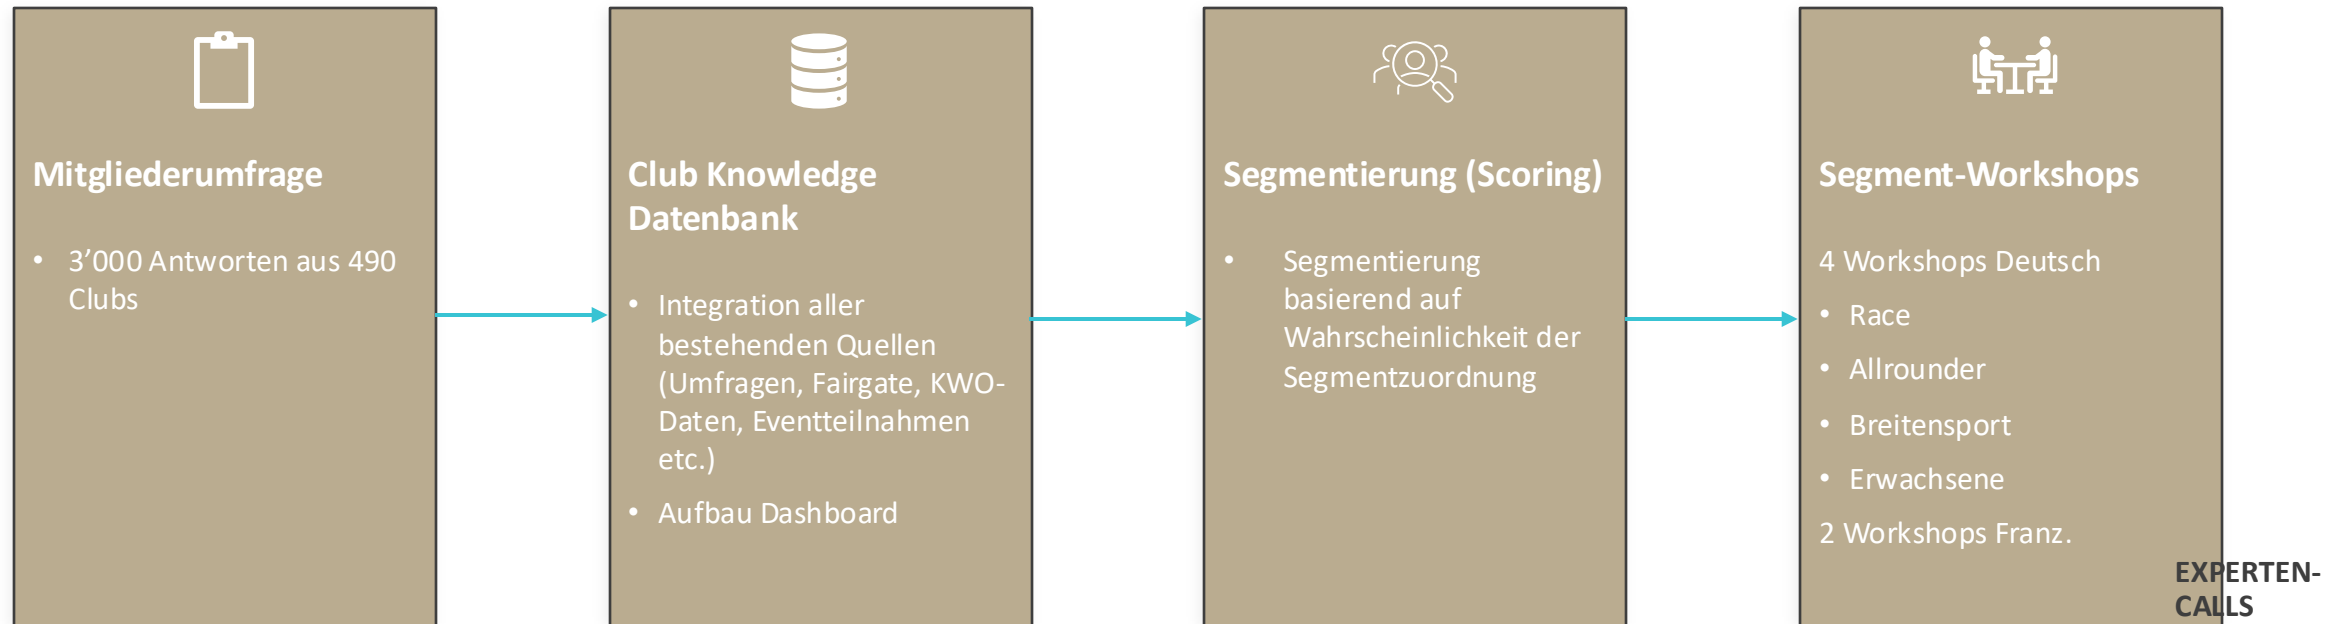 Mitgliederumfrage
• 3’000 Antworten aus 490
Clubs
Club Knowledge
Datenbank
• Integration aller
bestehenden Quellen
(Umfragen, Fairgate, KWO-
Daten, Eventteilnahmen
etc.)
• Aufbau Dashboard
Segmentierung (Scoring)
• Segmentierung
basierend auf
Wahrscheinlichkeit der
Segmentzuordnung
Segment-Workshops
4 Workshops Deutsch
• Race
• Allrounder
• Breitensport
• Erwachsene
2 Workshops Franz.
EXPERTEN-
CALLS